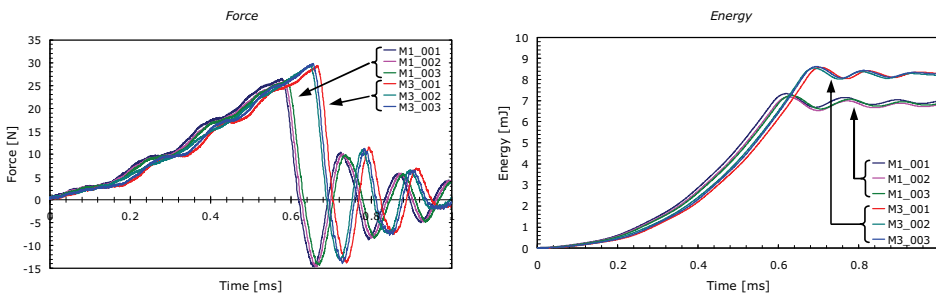 Force
35
30
25
20
15
10
5
0
-5
-10
-15
Force [N]
0 0.2 0.4 0.6 0.8
Time [ms]
M1_001
M1_002
M1_003
M3_001
M3_002
M3_003
Energy
10
9
8
7
6
5
4
3
2
1
0
Energy [mJ]
0 0.2 0.4 0.6 0.8
Time [ms]
M1_001
M1_002
M1_003
M3_001
M3_002
M3_003